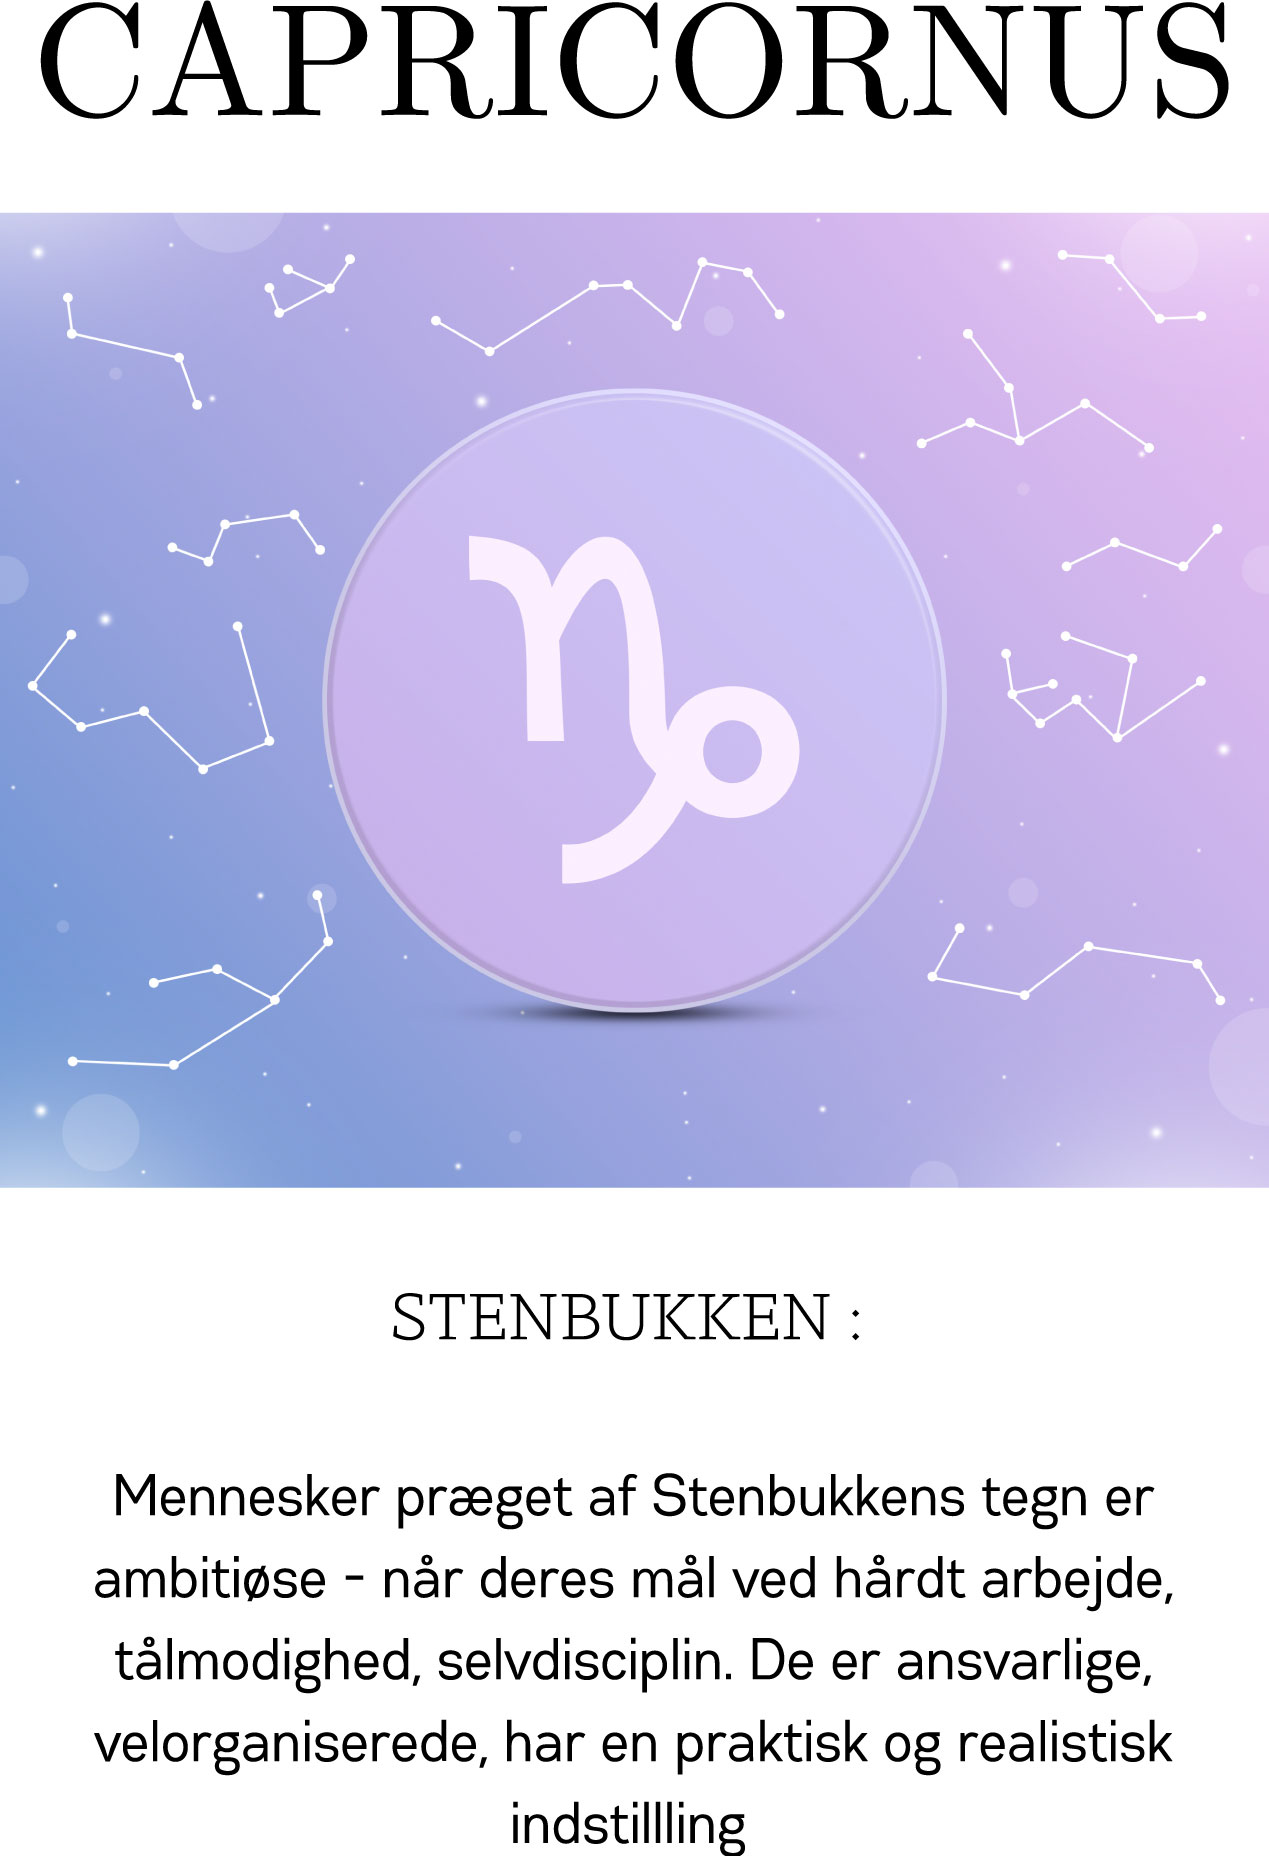 CAPRICORNUS
STENBUKKEN :
Mennesker præget af Stenbukkens tegn er
ambitiøse - når deres mål ved hårdt arbejde,
tålmodighed, selvdisciplin. De er ansvarlige,
velorganiserede, har en praktisk og realistisk
indstillling